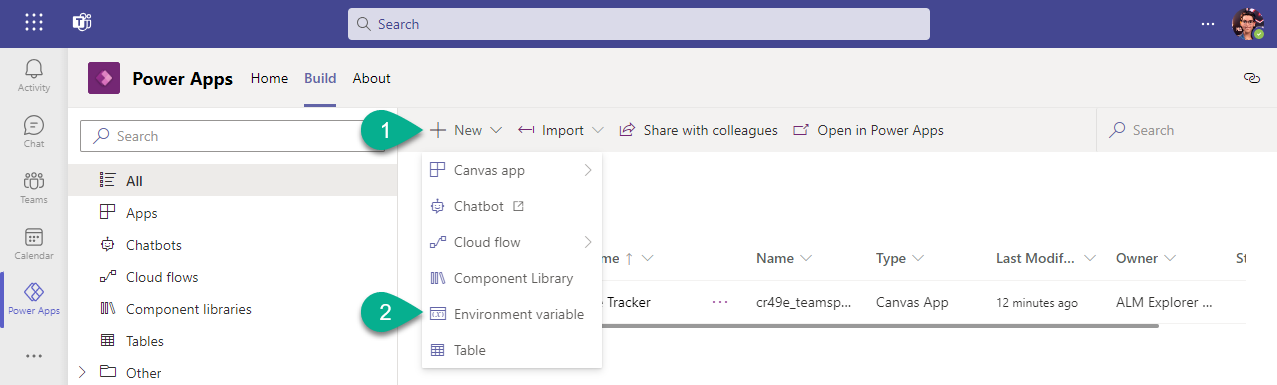 Search
Activity
Chat
Teams
Calendar
Power Apps
Power Apps Home Build About
Search
All
Apps
Chatbots
Cloud flows
Component libraries
Tables
Other
1 New Import Share with colleagues Open in Power Apps Search
Canvas app
Chatbot
Cloud flow
Component Library
2 Environment variable
Table
me ↑ Name Type Last Modif... Owner St
e Tracker ... cr49e_teamsp... Canvas App 12 minutes ago ALM Explorer ...